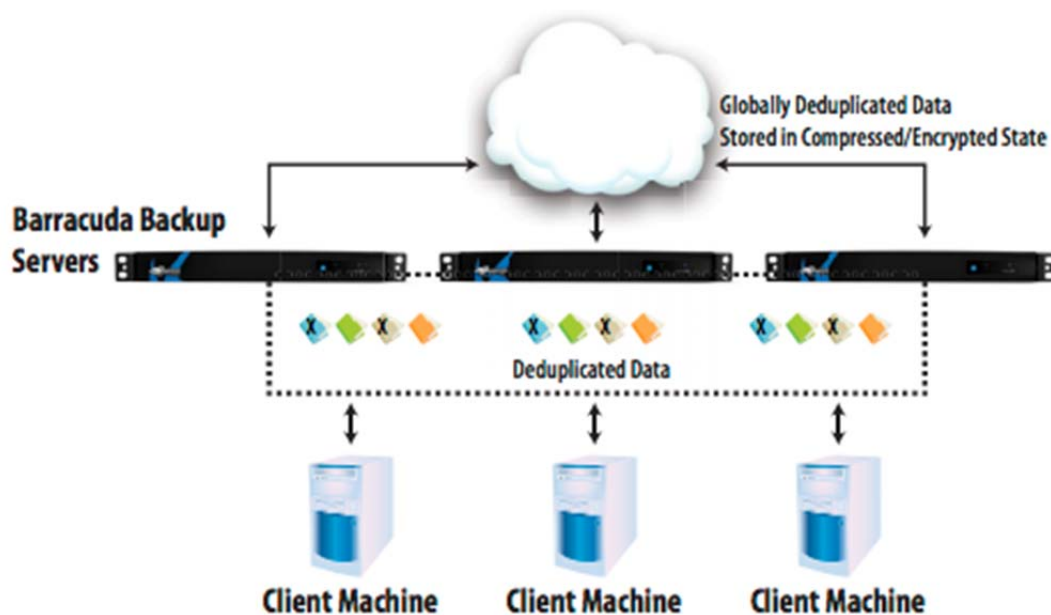 Globally Deduplicated Data
Stored in Compressed/Encrypted State
Barracuda Backup
Servers
X
X
X
X
X
X
Deduplicated Data
Client Machine
Client Machine
Client Machine